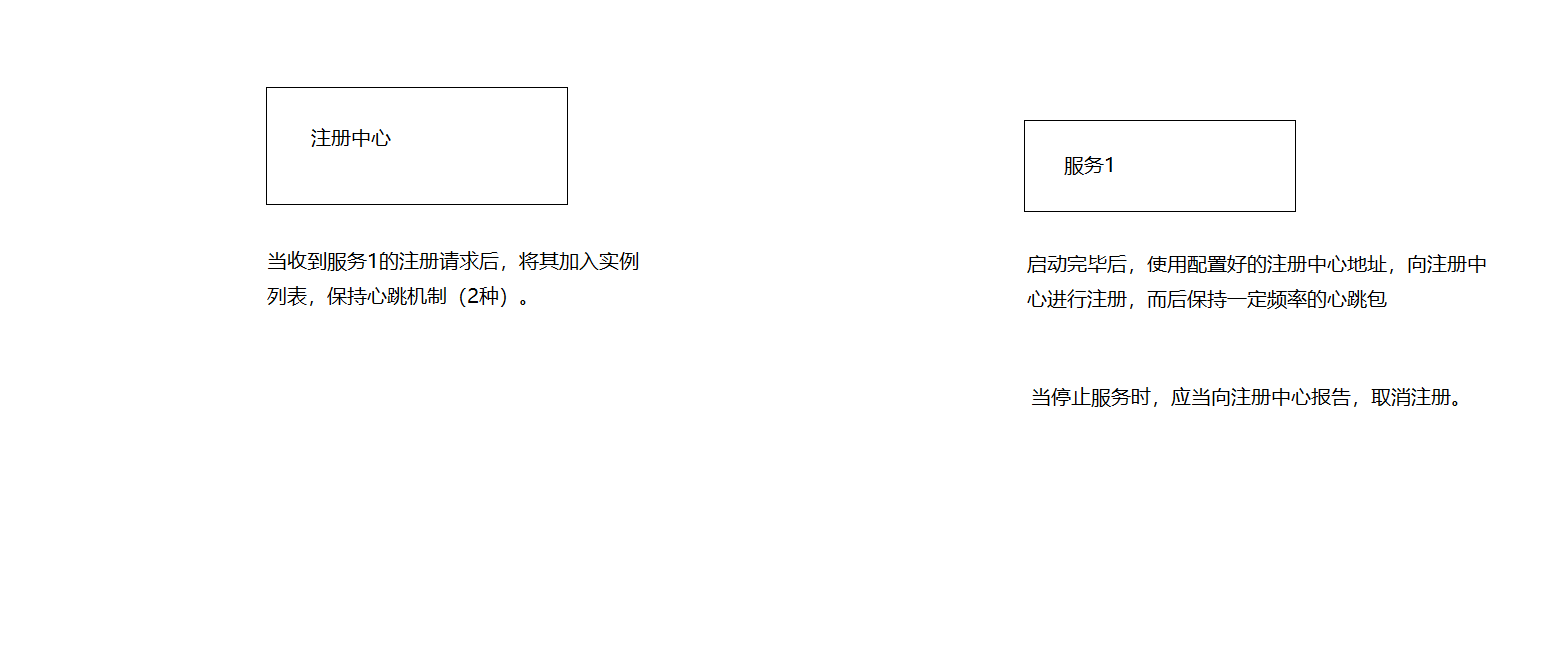 注册中心
当收到服务1的注册请求后，将其加入实例
列表，保持心跳机制（2种）。
服务1
启动完毕后，使用配置好的注册中心地址，向注册中
心进行注册，而后保持一定频率的心跳包
当停止服务时，应当向注册中心报告，取消注册。